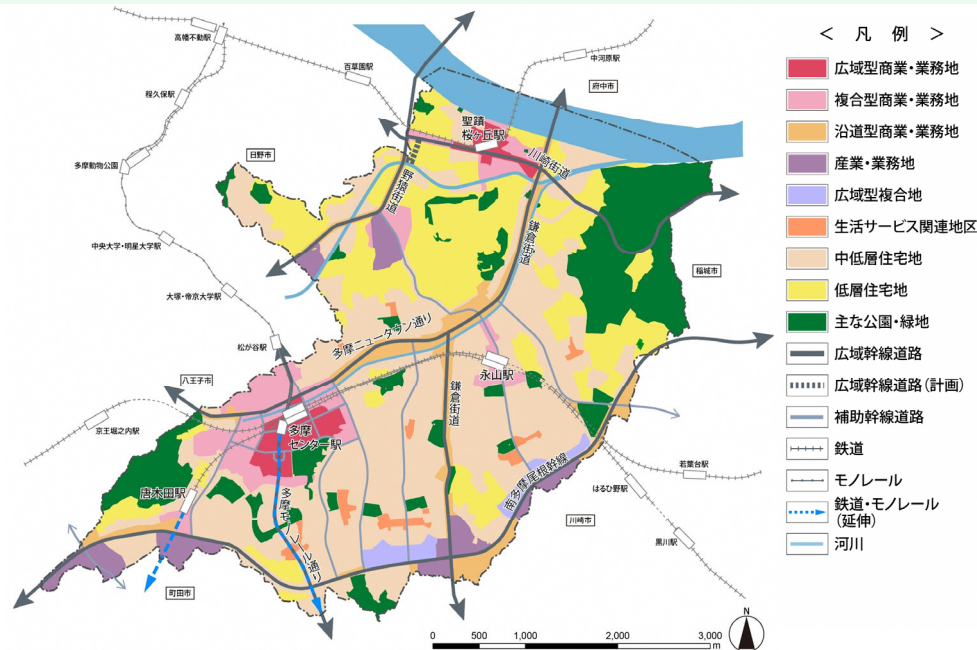 高幡不動駅
百草園駅
中河原駅
府中市
程久保駅
聖蹟
桜ヶ丘駅
川崎街道
多摩動物公園
日野市
野猿街道
鎌倉街道
中央大学・明星大学駅
稲城市
大塚・帝京大学駅
松が谷駅
多摩ニュータウン通り
八王子市
永山駅
鎌倉街道
京王堀之内駅
多摩
センター駅
唐木田駅
多摩モノレール通り
南多摩尾根幹線
若葉台駅
はるひ野駅
川崎市
黒川駅
町田市
0 500 1,000 2,000 3,000
m
N
< 凡 例 >
広域型商業・業務地
複合型商業・業務地
沿道型商業・業務地
産業・業務地
広域型複合地
生活サービス関連地区
中低層住宅地
低層住宅地
主な公園・緑地
広域幹線道路
広域幹線道路(計画)
補助幹線道路
鉄道
モノレール
鉄道・モノレール
(延伸)
河川